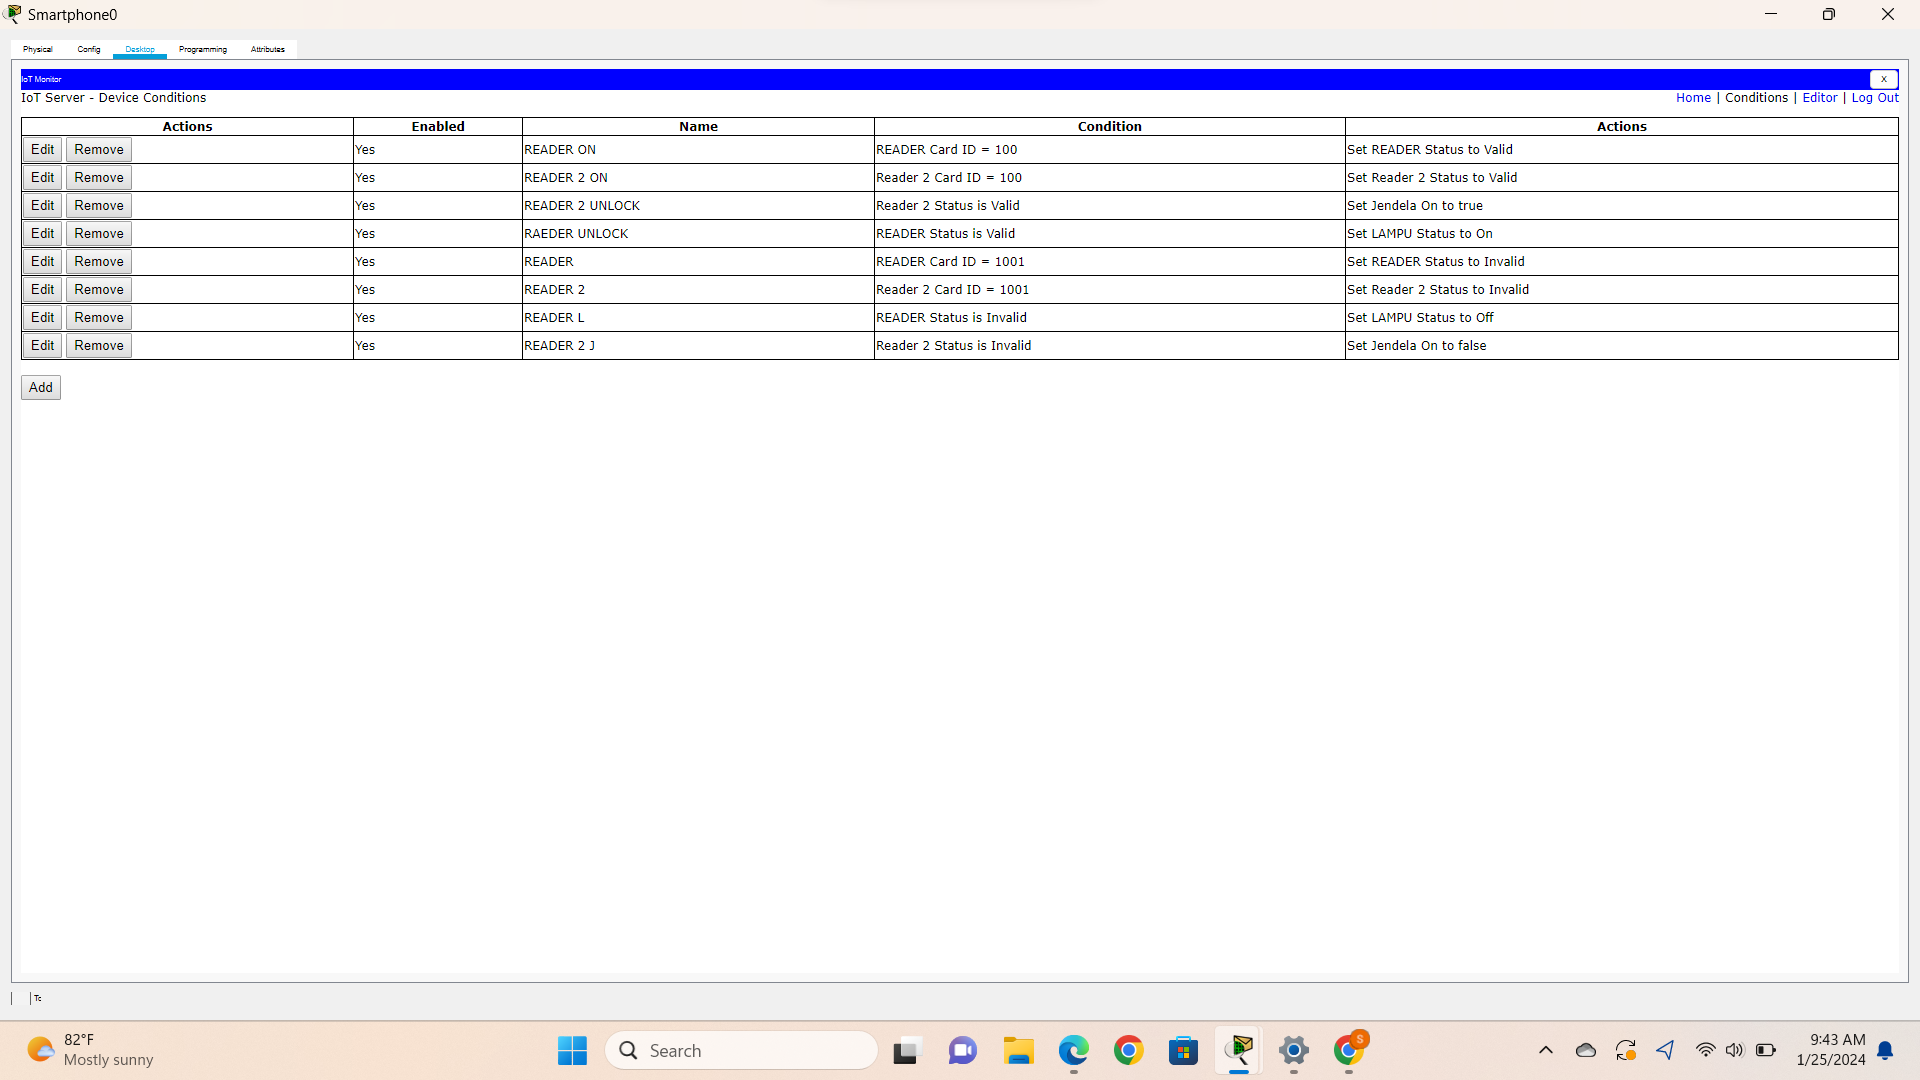 Smartphone0
Physical Config Desktop Programming Attributes
IoT Monitor X
IoT Server - Device Conditions Home | Conditions | Editor | Log Out
Actions Enabled Name Condition Actions
Edit Remove Yes READER ON READER Card ID = 100 Set READER Status to Valid
Edit Remove Yes READER 2 ON Reader 2 Card ID = 100 Set Reader 2 Status to Valid
Edit Remove Yes READER 2 UNLOCK Reader 2 Status is Valid Set Jendela On to true
Edit Remove Yes RAEDER UNLOCK READER Status is Valid Set LAMPU Status to On
Edit Remove Yes READER READER Card ID = 1001 Set READER Status to Invalid
Edit Remove Yes READER 2 Reader 2 Card ID = 1001 Set Reader 2 Status to Invalid
Edit Remove Yes READER L READER Status is Invalid Set LAMPU Status to Off
Edit Remove Yes READER 2 J Reader 2 Status is Invalid Set Jendela On to false
Add
82°F
Mostly sunny
Search
S
9:43 AM
1/25/2024